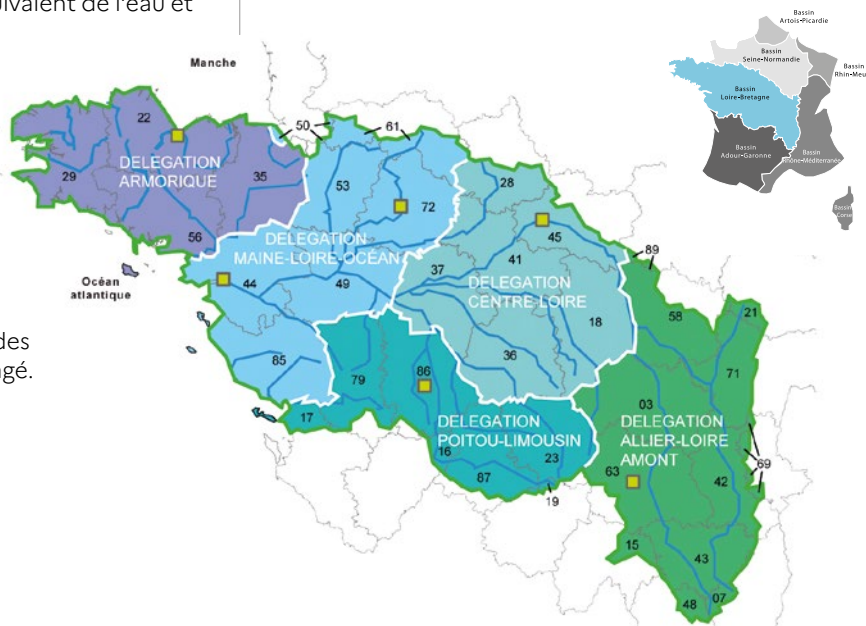 uivalent de l'eau et
des
gé.
Manche
Océan
atlantique
DELEGATION
ARMORIQUE
22
29
35
56
DELEGATION
MAINE-LOIRE-OCÉAN
50
61
53
72
44
49
85
DELEGATION
CENTRE-LOIRE
28
45
41
37
18
36
DELEGATION
POITOU-LIMOUSIN
79
86
17
16
87
23
19
DELEGATION
ALLIER-LOIRE
AMONT
89
58
21
71
03
69
63
42
15
43
48
07
Bassin
Artois-Picardie
Bassin
Seine-Normandie
Bassin
Rhin-Meu
Bassin
Loire-Bretagne
Bassin
Adour-Garonne
Bassin
Rhône-Méditerranée
Bassin
Corse